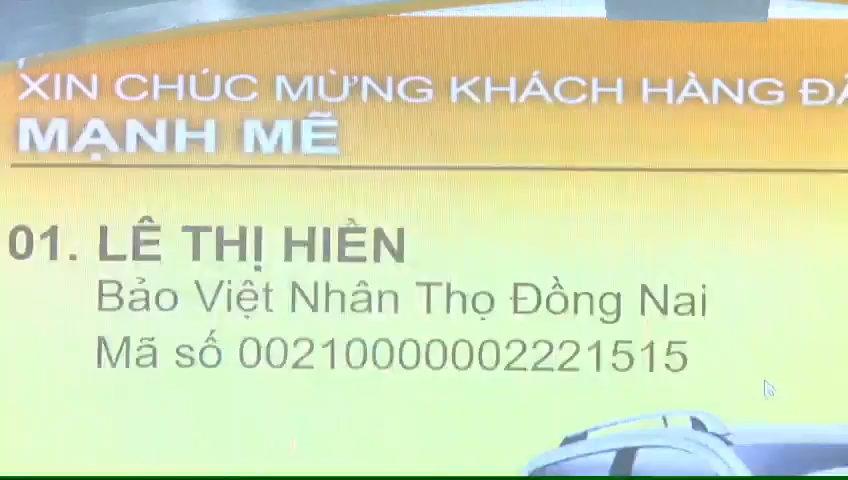 XIN CHÚC MỪNG KHÁCH HÀNG
MẠNH MẼ
01. LÊ THỊ HIỀN
Bảo Việt Nhân Thọ Đồng Nai
Mã số 00210000002221515